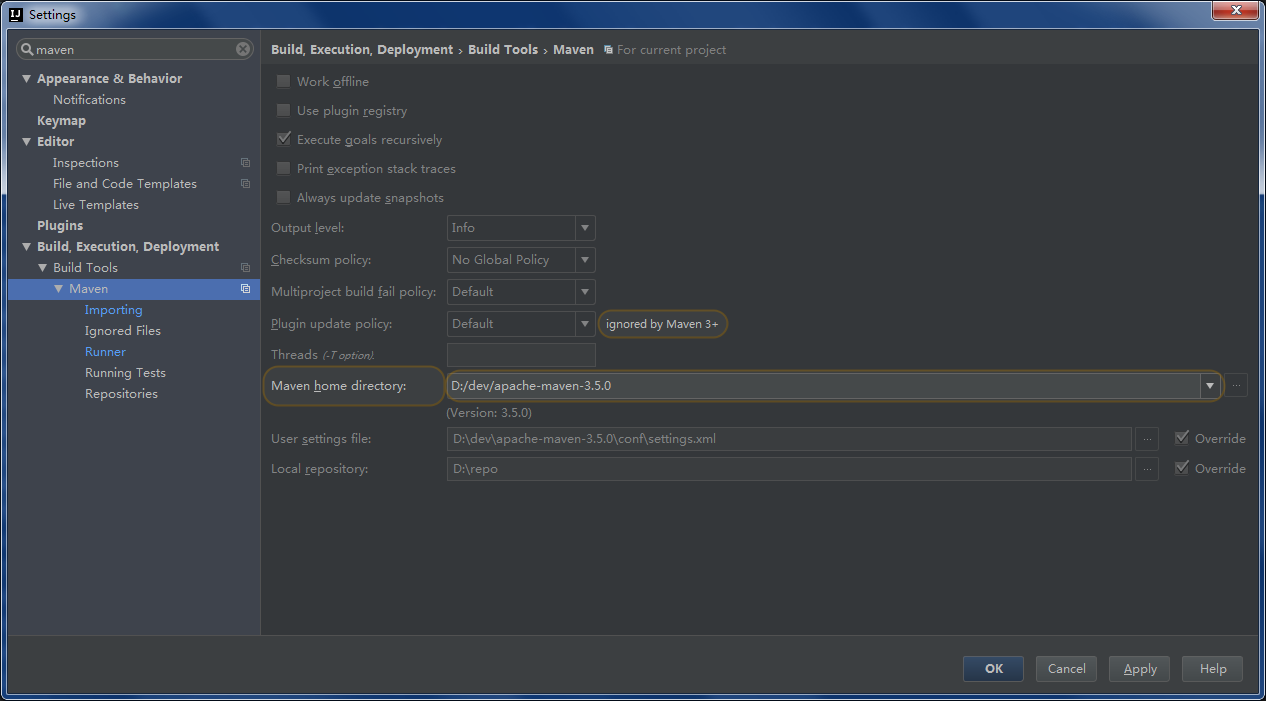 Settings
maven
Appearance & Behavior
Notifications
Keymap
Editor
Inspections
File and Code Templates
Live Templates
Plugins
Build, Execution, Deployment
Build Tools
Maven
Importing
Ignored Files
Runner
Running Tests
Repositories
Build, Execution, Deployment › Build Tools › Maven For current project
Work offline
Use plugin registry
Execute goals recursively
Print exception stack traces
Always update snapshots
Output level: Info
Checksum policy: No Global Policy
Multiproject build fail policy: Default
Plugin update policy: Default ignored by Maven 3+
Threads (-T option).
Maven home directory: D:/dev/apache-maven-3.5.0 ...
(Version: 3.5.0)
User settings file: D:\dev\apache-maven-3.5.0\conf\settings.xml ... Override
Local repository: D:\repo ... Override
OK Cancel Apply Help